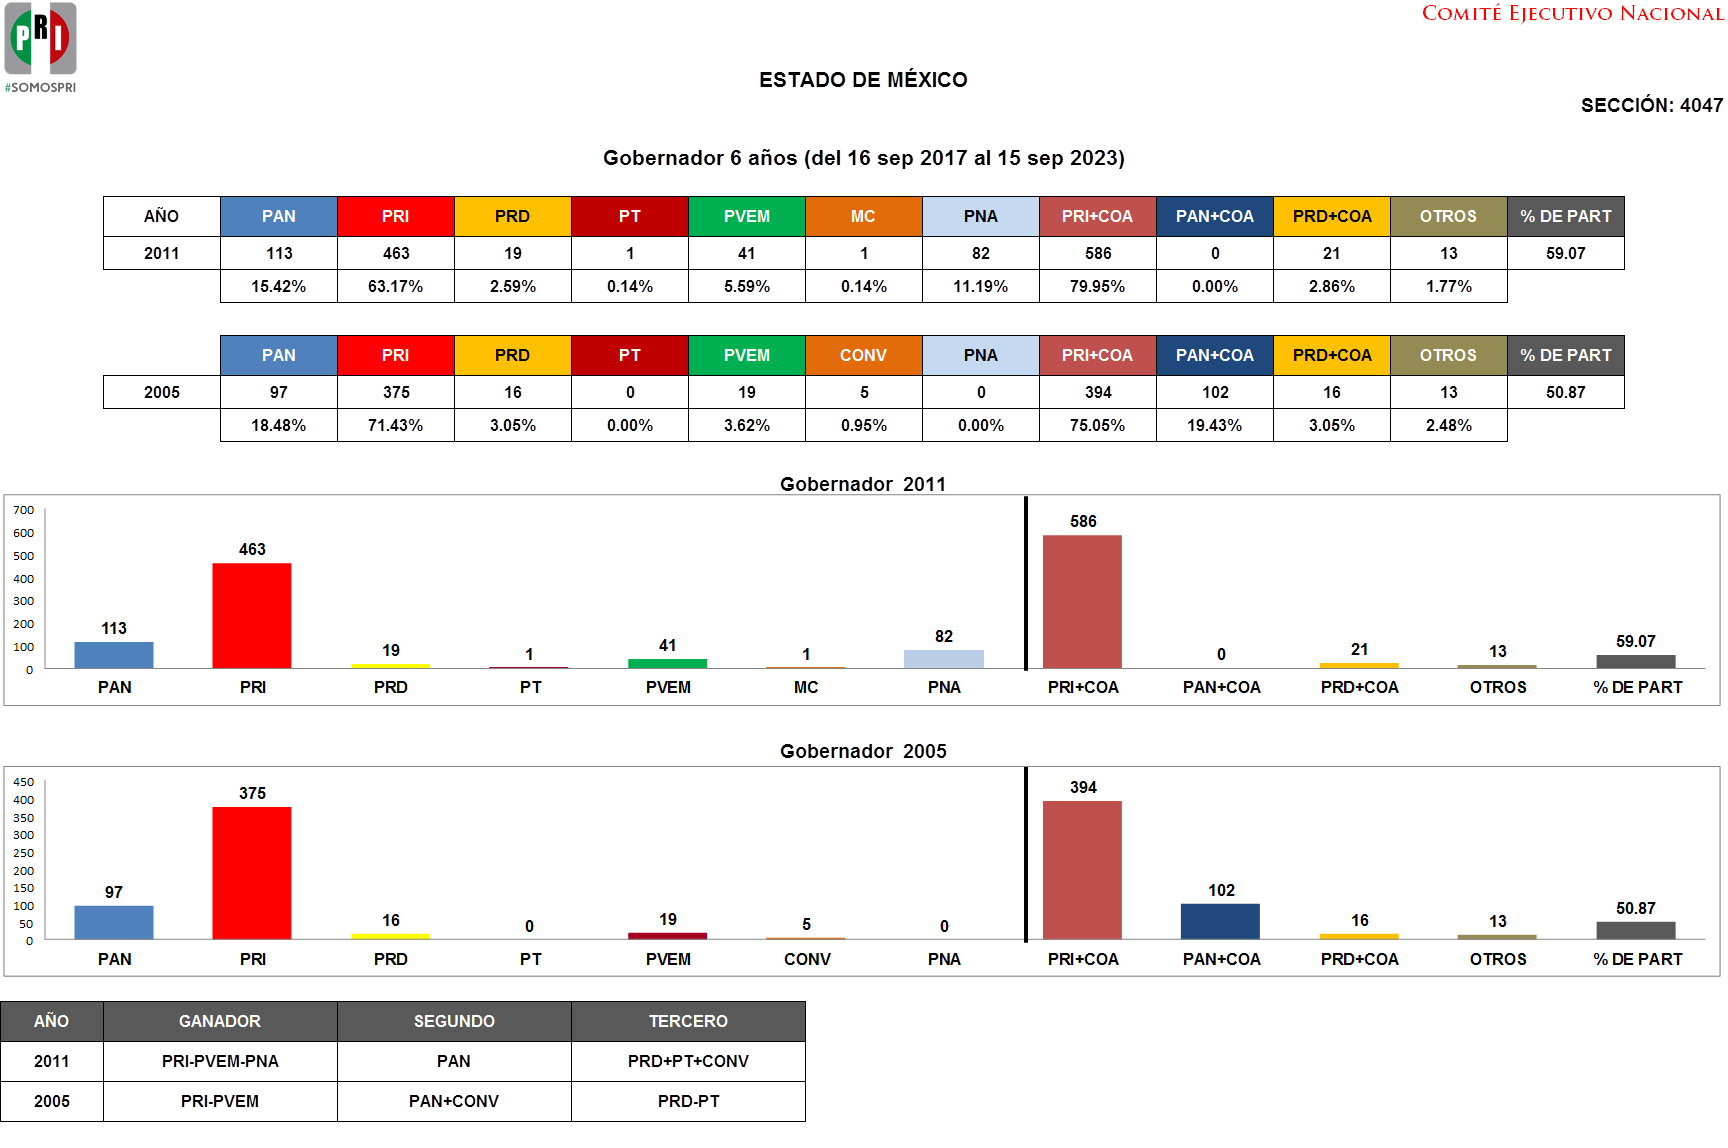 PRI
#SOMOSPRI
COMITÉ EJECUTIVO NACIONAL
ESTADO DE MÉXICO
SECCIÓN: 4047
Gobernador 6 años (del 16 sep 2017 al 15 sep 2023)
AÑO PAN PRI PRD PT PVEM MC PNA PRI+COA PAN+COA PRD+COA OTROS % DE PART
2011 113 463 19 1 41 1 82 586 0 21 13 59.07
15.42% 63.17% 2.59% 0.14% 5.59% 0.14% 11.19% 79.95% 0.00% 2.86% 1.77%
PAN PRI PRD PT PVEM CONV PNA PRI+COA PAN+COA PRD+COA OTROS % DE PART
2005 97 375 16 0 19 5 0 394 102 16 13 50.87
18.48% 71.43% 3.05% 0.00% 3.62% 0.95% 0.00% 75.05% 19.43% 3.05% 2.48%
Gobernador 2011
700
600
500
400
300
200
100
0
113 463 19 1 41 1 82 586 0 21 13 59.07
PAN PRI PRD PT PVEM MC PNA PRI+COA PAN+COA PRD+COA OTROS % DE PART
Gobernador 2005
450
400
350
300
250
200
150
100
50
0
97 375 16 0 19 5 0 394 102 16 13 50.87
PAN PRI PRD PT PVEM CONV PNA PRI+COA PAN+COA PRD+COA OTROS % DE PART
AÑO GANADOR SEGUNDO TERCERO
2011 PRI-PVEM-PNA PAN PRD+PT+CONV
2005 PRI-PVEM PAN+CONV PRD-PT